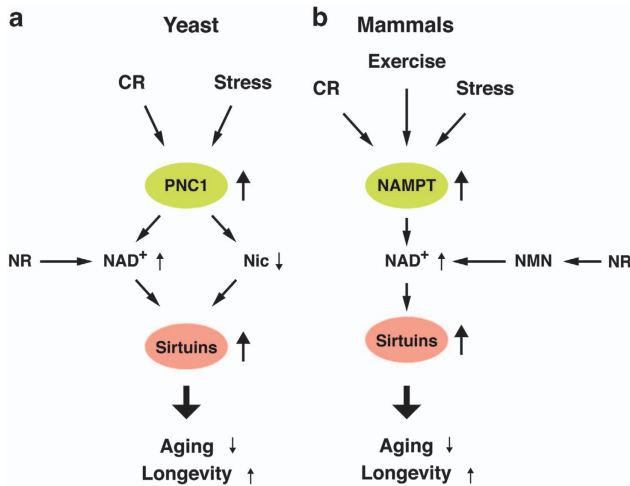 a
Yeast
CR
Stress
PNC1 ↑
NR
NAD⁺ ↑
Nic ↓
Sirtuins ↑
Aging ↓
Longevity ↑
b
Mammals
Exercise
CR
Stress
NAMPT ↑
NAD⁺ ↑
NMN
NR
Sirtuins ↑
Aging ↓
Longevity ↑